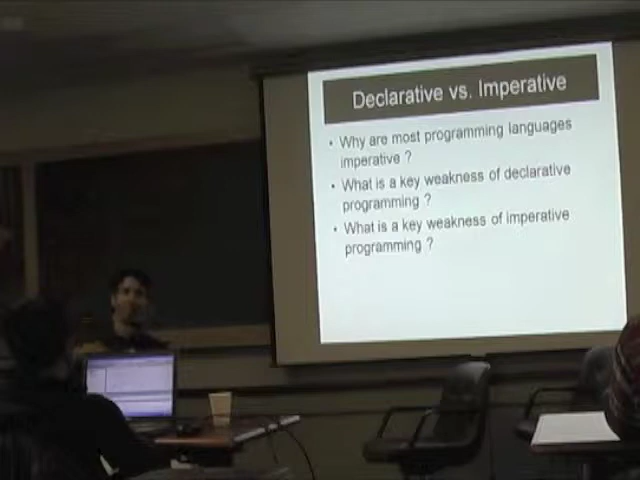 Declarative vs. Imperative
• Why are most programming languages
imperative ?
• What is a key weakness of declarative
programming ?
• What is a key weakness of imperative
programming ?